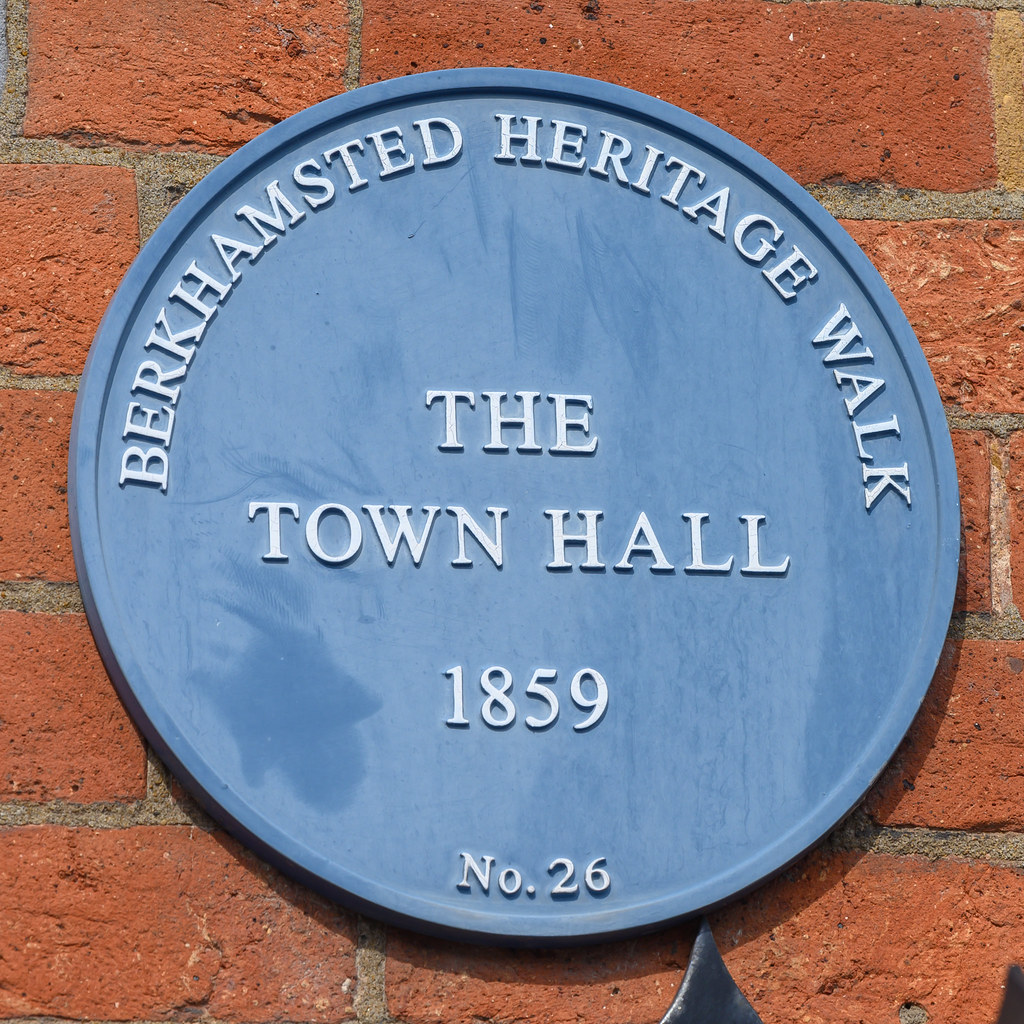 BERKHAMSTED HERITAGE WALK
THE
TOWN HALL
1859
No. 26